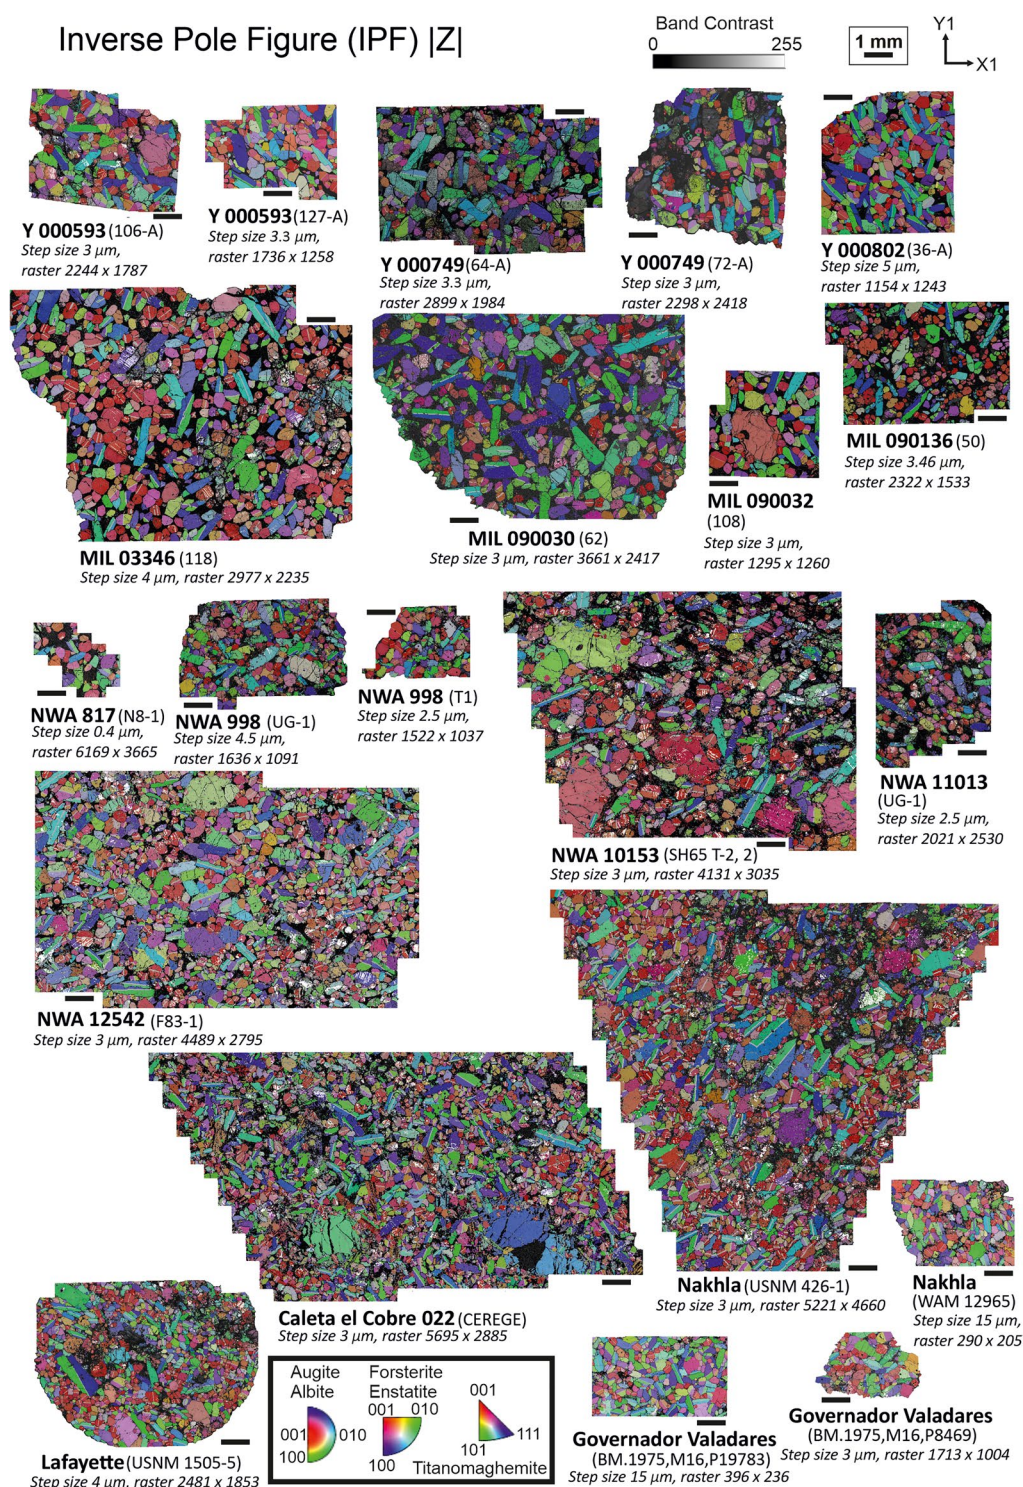 Inverse Pole Figure (IPF) |Z|
Band Contrast
0 255
1 mm
Y1
X1
Y 000593 (106-A)
Step size 3 µm,
raster 2244 x 1787
Y 000593 (127-A)
Step size 3.3 µm,
raster 1736 x 1258
Y 000749 (64-A)
Step size 3.3 µm,
raster 2899 x 1984
Y 000749 (72-A)
Step size 3 µm,
raster 2298 x 2418
Y 000802 (36-A)
Step size 5 µm,
raster 1154 x 1243
MIL 03346 (118)
Step size 4 µm, raster 2977 x 2235
MIL 090030 (62)
Step size 3 µm, raster 3661 x 2417
MIL 090032
(108)
Step size 3 µm,
raster 1295 x 1260
MIL 090136 (50)
Step size 3.46 µm,
raster 2322 x 1533
NWA 817 (N8-1)
Step size 0.4 µm,
raster 6169 x 3665
NWA 998 (UG-1)
Step size 4.5 µm,
raster 1636 x 1091
NWA 998 (T1)
Step size 2.5 µm,
raster 1522 x 1037
NWA 10153 (SH65 T-2, 2)
Step size 3 µm, raster 4131 x 3035
NWA 11013
(UG-1)
Step size 2.5 µm,
raster 2021 x 2530
NWA 12542 (F83-1)
Step size 3 µm, raster 4489 x 2795
Caleta el Cobre 022 (CEREGE)
Step size 3 µm, raster 5695 x 2885
Nakhla (USNM 426-1)
Step size 3 µm, raster 5221 x 4660
Nakhla
(WAM 12965)
Step size 15 µm,
raster 290 x 205
Lafayette (USNM 1505-5)
Step size 4 µm, raster 2481 x 1853
Augite
Albite
001
010
100
Forsterite
Enstatite
001 010
100
001
111
101
Titanomaghemite
Governador Valadares
(BM.1975,M16,P19783)
Step size 15 µm, raster 396 x 236
Governador Valadares
(BM.1975,M16,P8469)
Step size 3 µm, raster 1713 x 1004